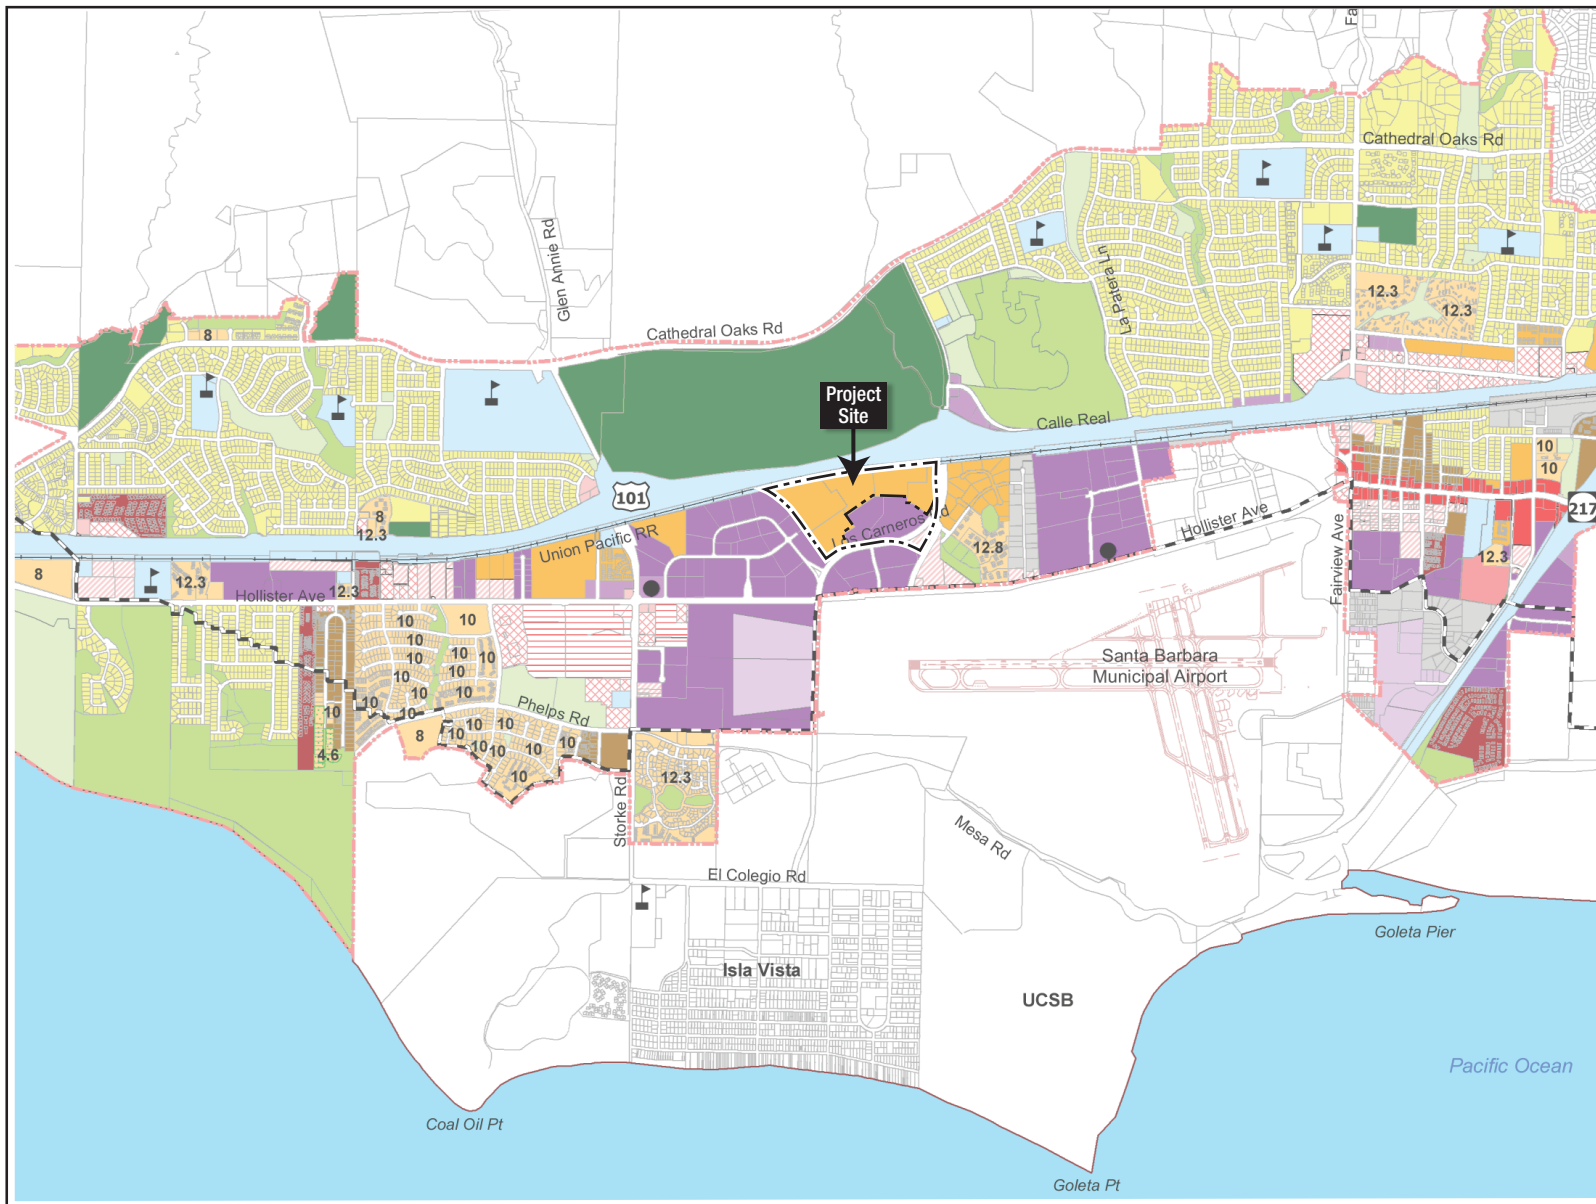 Fa
Cathedral Oaks Rd
Glen Annie Rd
La Patera Ln
12.3
12.3
8
Cathedral Oaks Rd
Project
Site
Calle Real
101
10
10
217
8
12.3
Union Pacific RR
Las Carneros Rd
Hollister Ave
Fairview Ave
12.8
12.3
8
12.3
Hollister Ave
12.3
10
10
10
10
10
10
10
10
10
10
10
10
10
Santa Barbara
Municipal Airport
Phelps Rd
10
8
10
10
10
10
10
10
10
4.6
12.3
Storke Rd
Mesa Rd
El Colegio Rd
Goleta Pier
Isla Vista
UCSB
Pacific Ocean
Coal Oil Pt
Goleta Pt